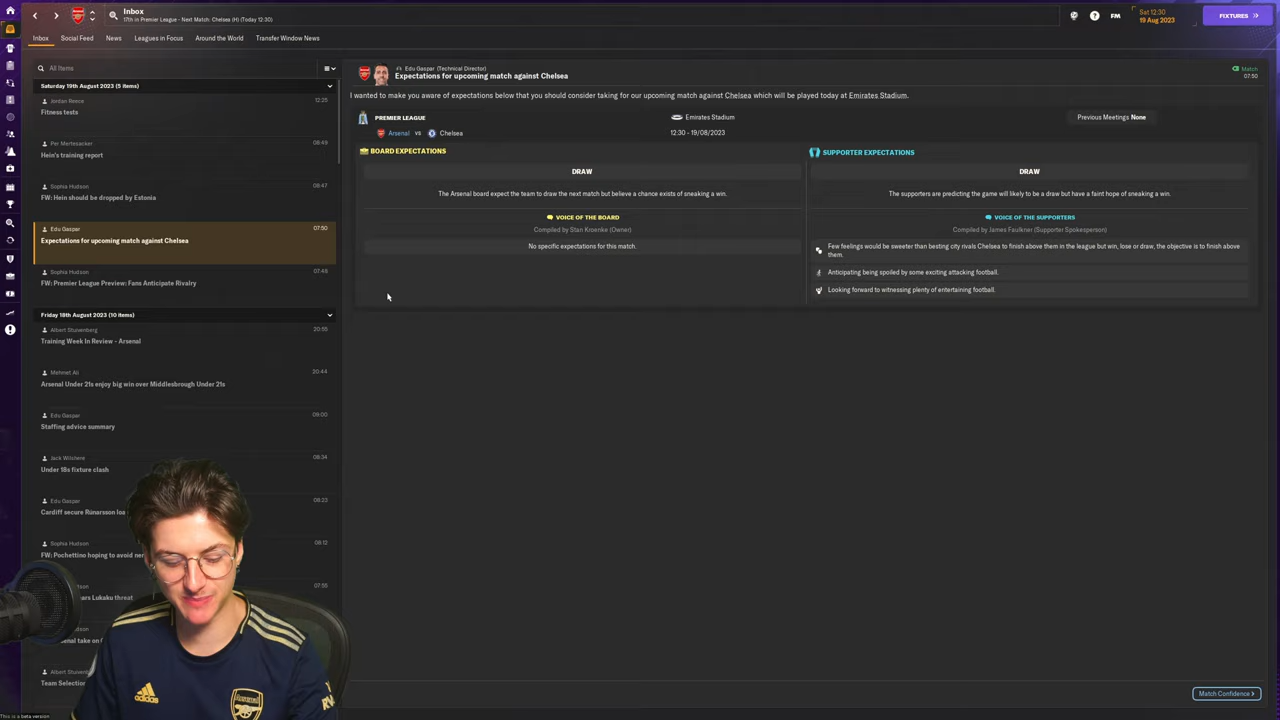 Inbox
17th in Premier League - Next Match: Chelsea (H) (Today 12:30)
Sat 12:30
19 Aug 2023
FM
FIXTURES
Inbox
Social Feed
News
Leagues in Focus
Around the World
Transfer Window News
All Items
Saturday 19th August 2023 (5 items)
Jordan Reece
12:25
Fitness tests
Per Mertesacker
08:49
Hein's training report
Sophia Hudson
08:47
FW: Hein should be dropped by Estonia
Edu Gaspar
07:50
Expectations for upcoming match against Chelsea
Sophia Hudson
07:48
FW: Premier League Preview: Fans Anticipate Rivalry
Friday 18th August 2023 (10 items)
Albert Stuivenberg
20:55
Training Week In Review - Arsenal
Mehmet Ali
20:44
Arsenal Under 21s enjoy big win over Middlesbrough Under 21s
Edu Gaspar
Staffing advice summary
Jack Wilshere
08:34
Under 18s fixture clash
Edu Gaspar
08:23
Cardiff secure Rúnarsson loa
Sophia Hudson
08:12
FW: Pochettino hoping to avoid ner
07:55
ars Lukaku threat
Albert Stuivenb
Team Selection
Edu Gaspar (Technical Director)
Expectations for upcoming match against Chelsea
Match
07:50
I wanted to make you aware of expectations below that you should consider taking for our upcoming match against Chelsea which will be played today at Emirates Stadium.
PREMIER LEAGUE
Arsenal vs Chelsea
Emirates Stadium
12:30 - 19/08/2023
Previous Meetings None
BOARD EXPECTATIONS
DRAW
The Arsenal board expect the team to draw the next match but believe a chance exists of sneaking a win.
VOICE OF THE BOARD
Compiled by Stan Kroenke (Owner)
No specific expectations for this match.
SUPPORTER EXPECTATIONS
DRAW
The supporters are predicting the game will likely to be a draw but have a faint hope of sneaking a win.
VOICE OF THE SUPPORTERS
Compiled by James Faulkner (Supporter Spokesperson)
Few feelings would be sweeter than besting city rivals Chelsea to finish above them in the league but win, lose or draw, the objective is to finish above
them.
Anticipating being spoiled by some exciting attacking football.
Looking forward to witnessing plenty of entertaining football.
Match Confidence >
adidas
Arsenal
This is a beta version